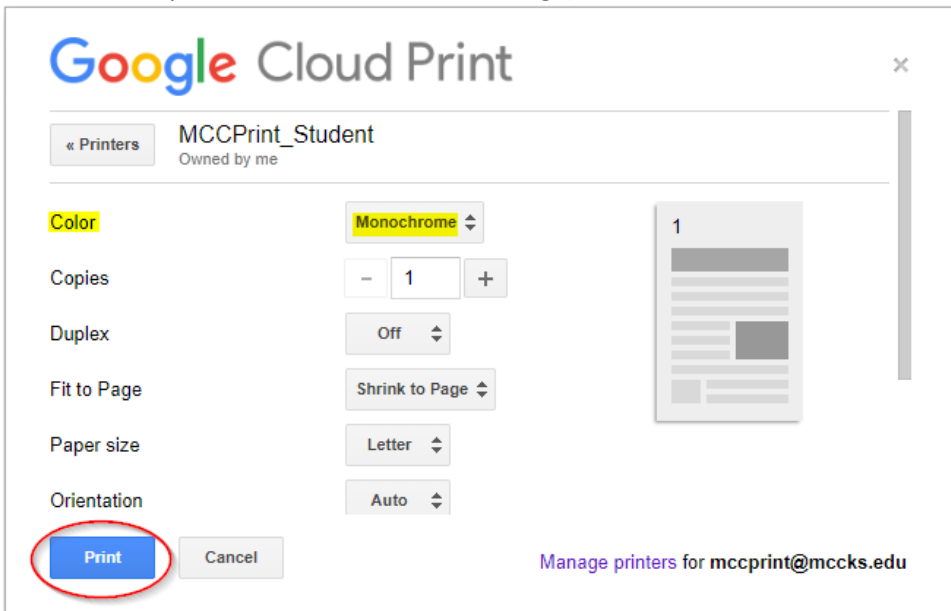 Google Cloud Print
×
« Printers
MCCPrint_Student
Owned by me
Color Monochrome
Copies - 1 +
Duplex Off
Fit to Page Shrink to Page
Paper size Letter
Orientation Auto
1
Print Cancel
Manage printers for mccprint@mccks.edu